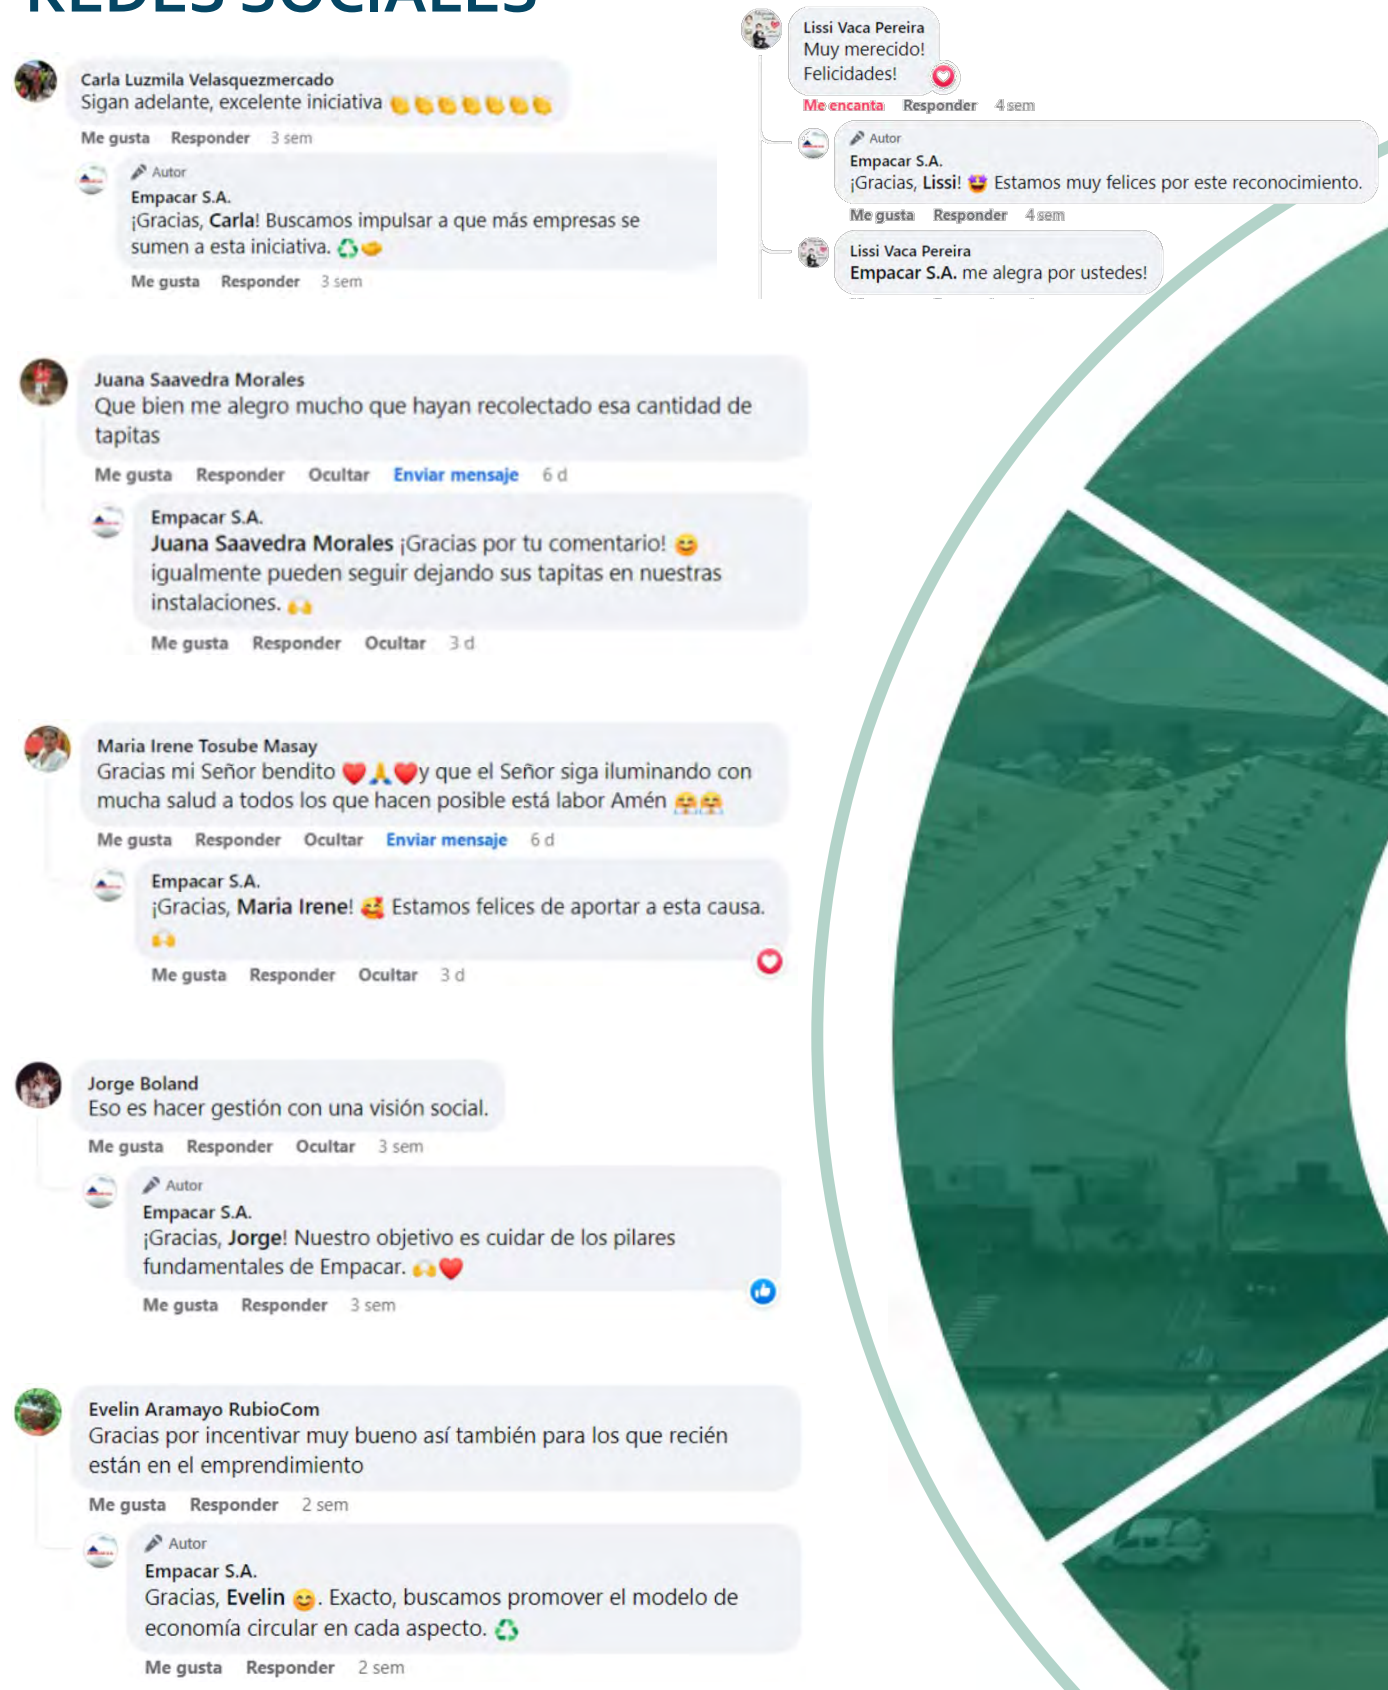 REDES SOCIALES
Carla Luzmila Velasquezmercado
Sigan adelante, excelente iniciativa 👏👏👏👏👏👏👏
Me gusta Responder 3 sem
Autor
Empacar S.A.
¡Gracias, Carla! Buscamos impulsar a que más empresas se
sumen a esta iniciativa. ♻️🤝
Me gusta Responder 3 sem
Lissi Vaca Pereira
Muy merecido!
Felicidades!
Me encanta Responder 4 sem
Autor
Empacar S.A.
¡Gracias, Lissi! 🤩 Estamos muy felices por este reconocimiento.
Me gusta Responder 4 sem
Lissi Vaca Pereira
Empacar S.A. me alegra por ustedes!
Juana Saavedra Morales
Que bien me alegro mucho que hayan recolectado esa cantidad de
tapitas
Me gusta Responder Ocultar Enviar mensaje 6 d
Empacar S.A.
Juana Saavedra Morales ¡Gracias por tu comentario! 😊
igualmente pueden seguir dejando sus tapitas en nuestras
instalaciones. 🙌
Me gusta Responder Ocultar 3 d
Maria Irene Tosube Masay
Gracias mi Señor bendito ❤️🙏❤️y que el Señor siga iluminando con
mucha salud a todos los que hacen posible está labor Amén 🤗🤗
Me gusta Responder Ocultar Enviar mensaje 6 d
Empacar S.A.
¡Gracias, Maria Irene! 🥰 Estamos felices de aportar a esta causa.
🙌
Me gusta Responder Ocultar 3 d
Jorge Boland
Eso es hacer gestión con una visión social.
Me gusta Responder Ocultar 3 sem
Autor
Empacar S.A.
¡Gracias, Jorge! Nuestro objetivo es cuidar de los pilares
fundamentales de Empacar. 🙌❤️
Me gusta Responder 3 sem
Evelin Aramayo RubioCom
Gracias por incentivar muy bueno así también para los que recién
están en el emprendimiento
Me gusta Responder 2 sem
Autor
Empacar S.A.
Gracias, Evelin 😊. Exacto, buscamos promover el modelo de
economía circular en cada aspecto. ♻️
Me gusta Responder 2 sem